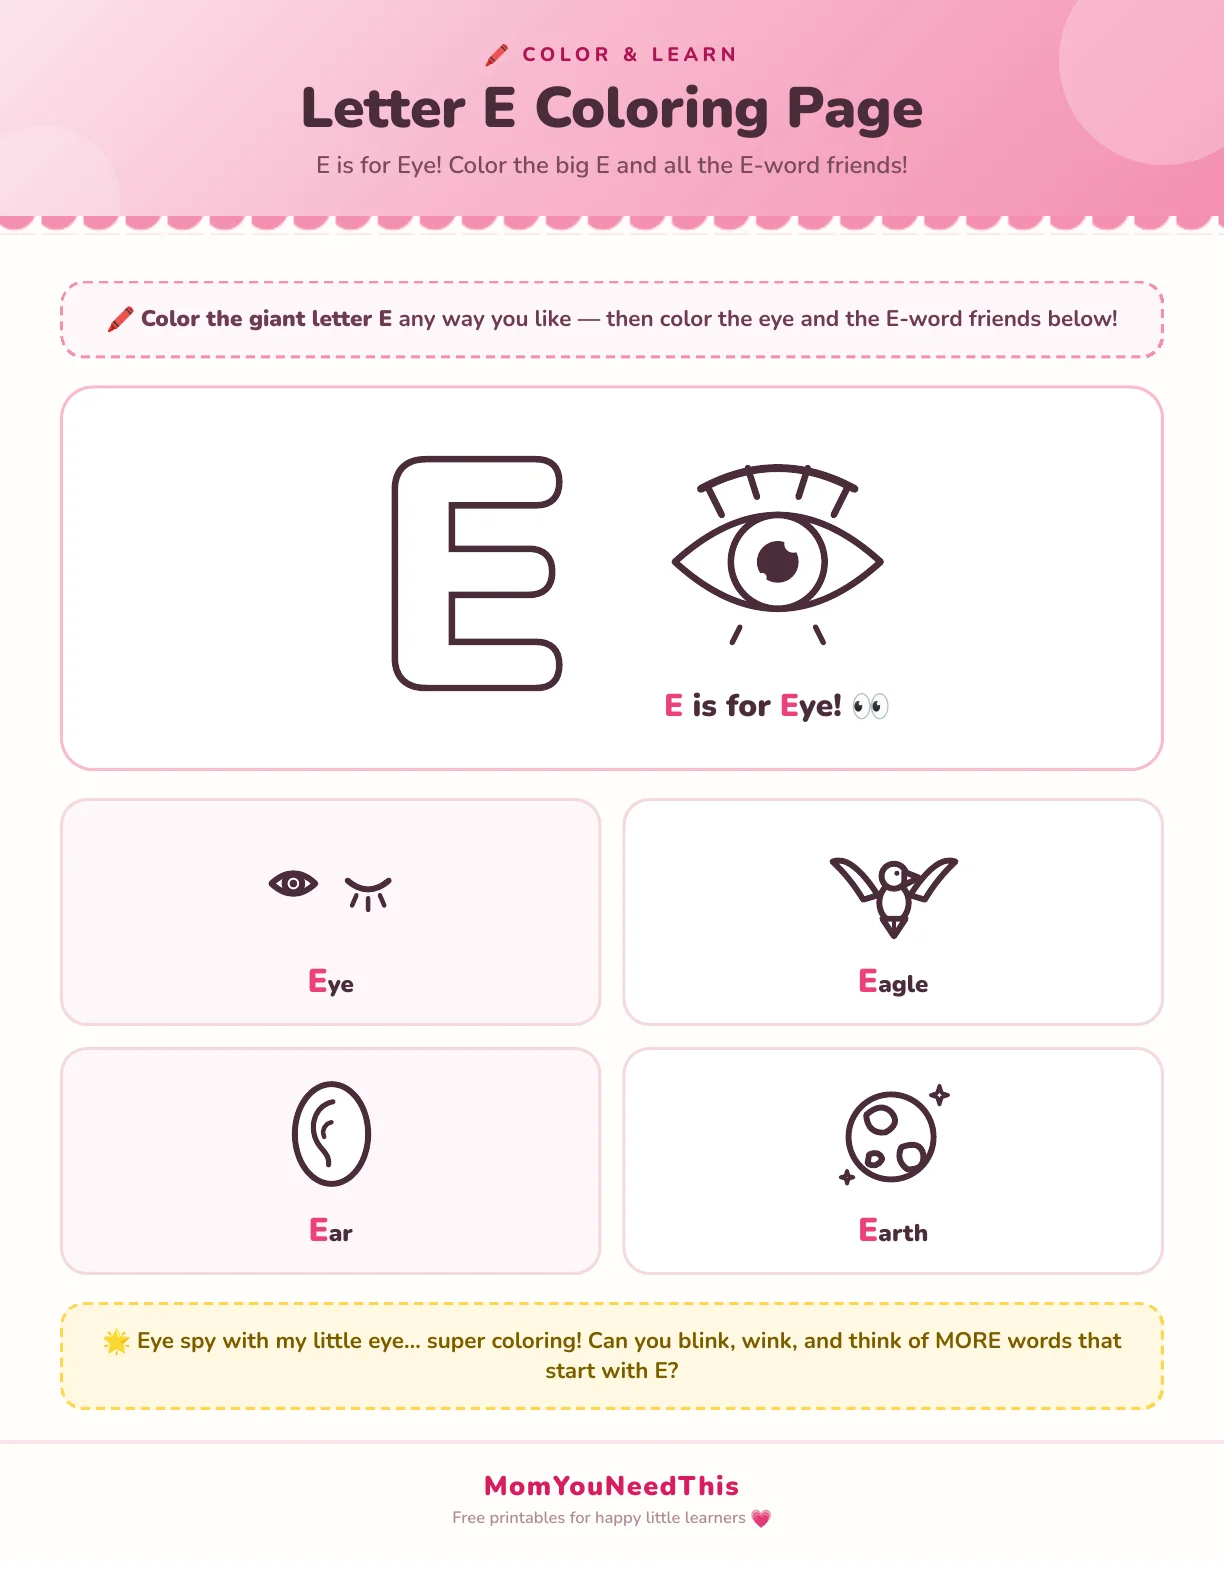 🖍️ COLOR & LEARN
Letter E Coloring Page
E is for Eye! Color the big E and all the E-word friends!
🖍️ Color the giant letter E any way you like — then color the eye and the E-word friends below!
E
E is for Eye! 👀
Eye
Eagle
Ear
Earth
🌟 Eye spy with my little eye... super coloring! Can you blink, wink, and think of MORE words that
start with E?
MomYouNeedThis
Free printables for happy little learners 💗